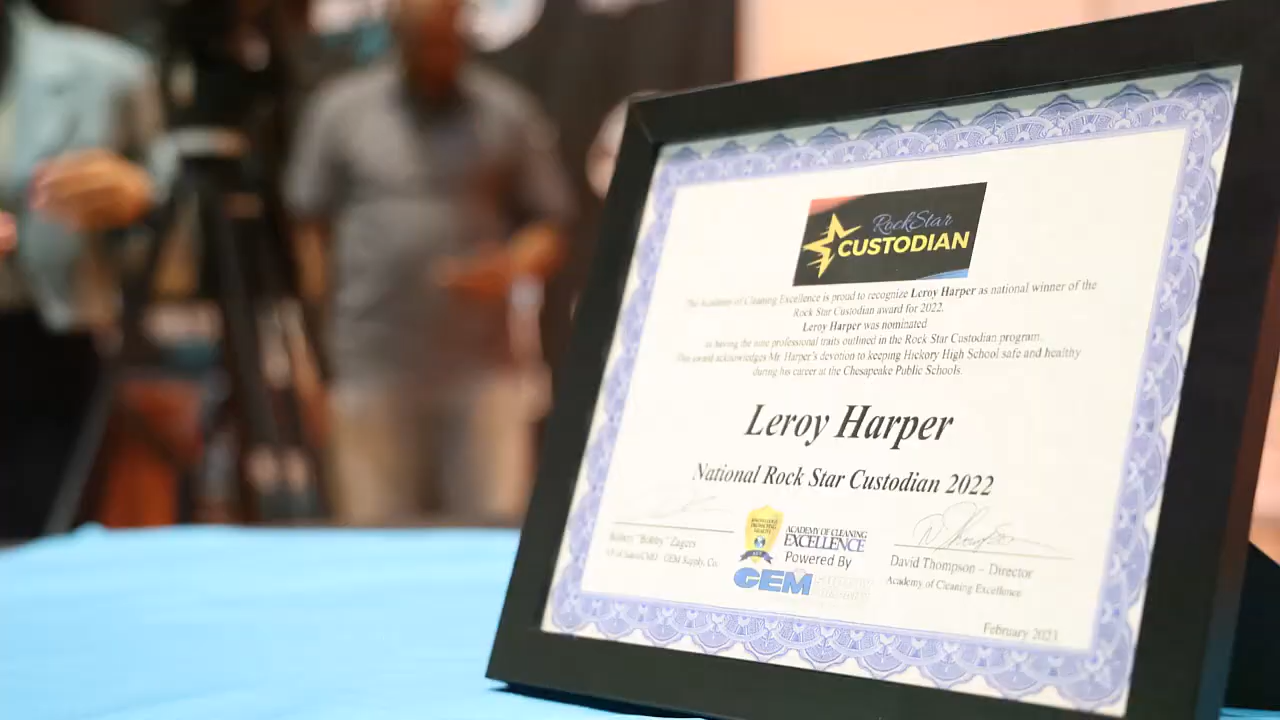 RockStar
CUSTODIAN
The Academy of Cleaning Excellence is proud to recognize Leroy Harper as national winner of the
Rock Star Custodian award for 2022.
Leroy Harper was nominated
as having the nine professional traits outlined in the Rock Star Custodian program.
This award acknowledges Mr. Harper's devotion to keeping Hickory High School safe and healthy
during his career at the Chesapeake Public Schools.
Leroy Harper
National Rock Star Custodian 2022
"Bobby" Zagers
GEM Supply, Co.
ACADEMY OF CLEANING
EXCELLENCE
Powered By
GEM
David Thompson – Director
Academy of Cleaning Excellence
February 2023